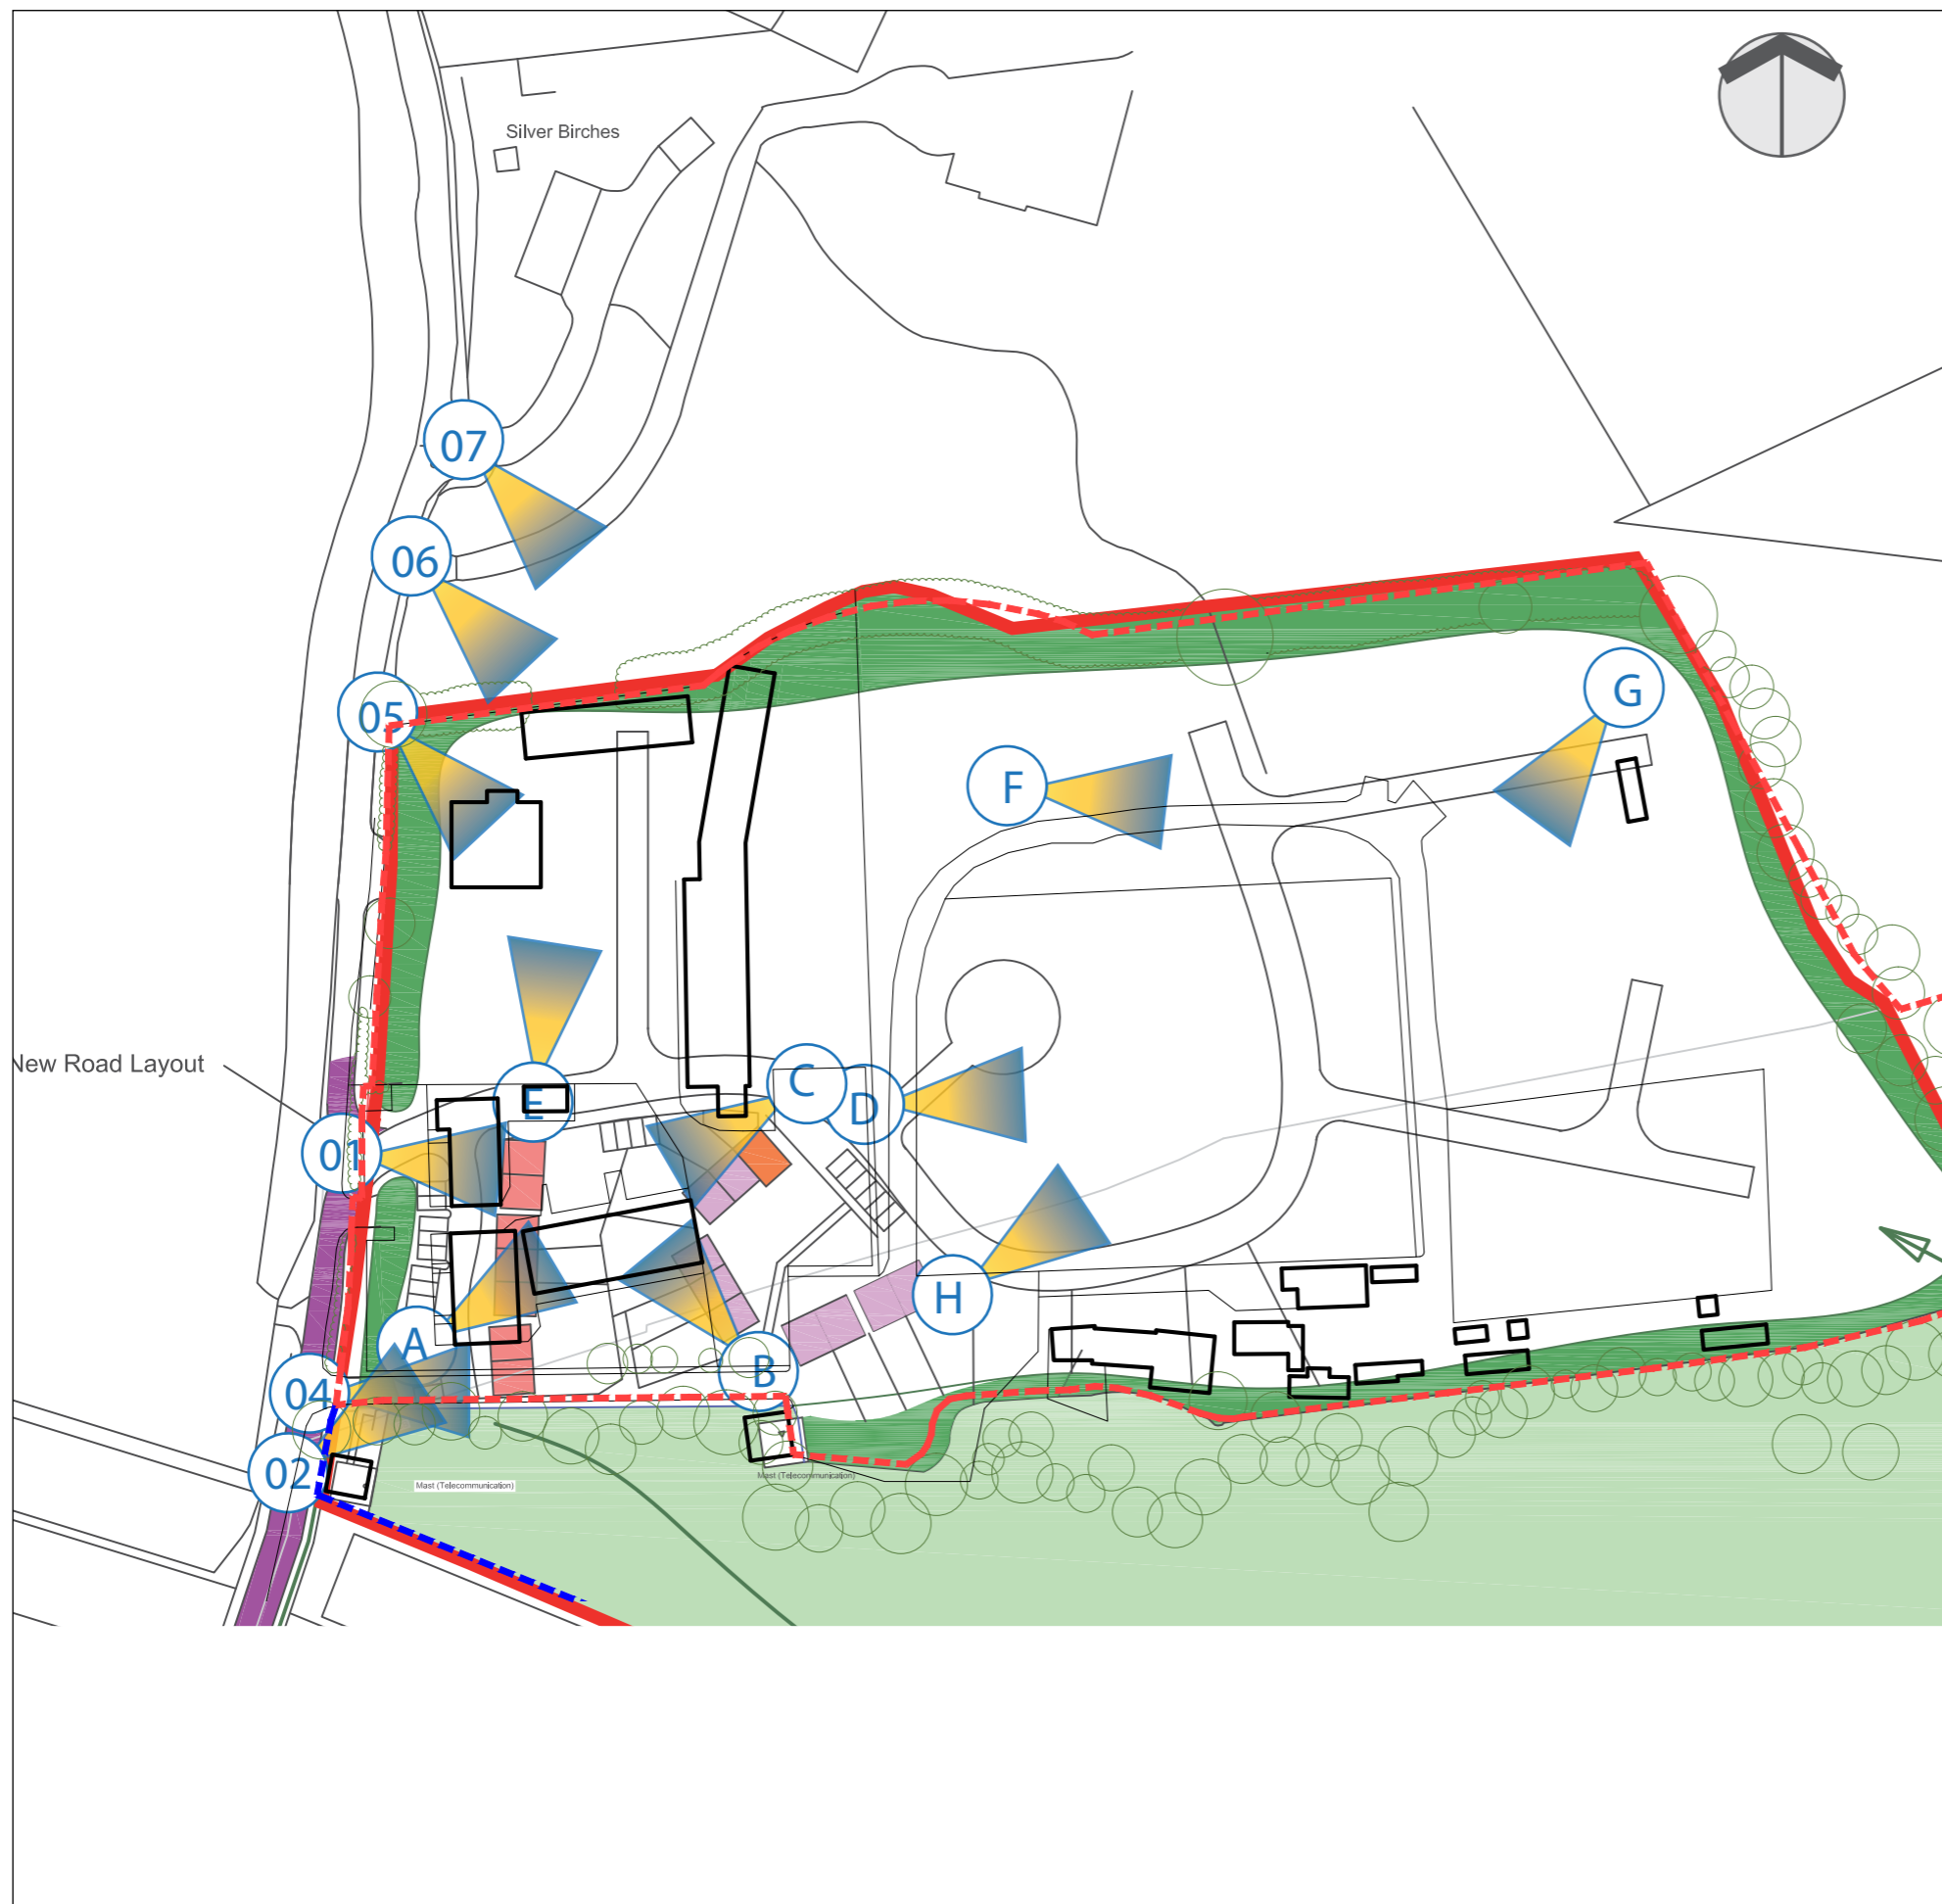 Silver Birches
07
06
05
G
F
New Road Layout
C
D
E
01
H
A
B
04
02
Mast (Telecommunication)
Mast (Telecommunication)